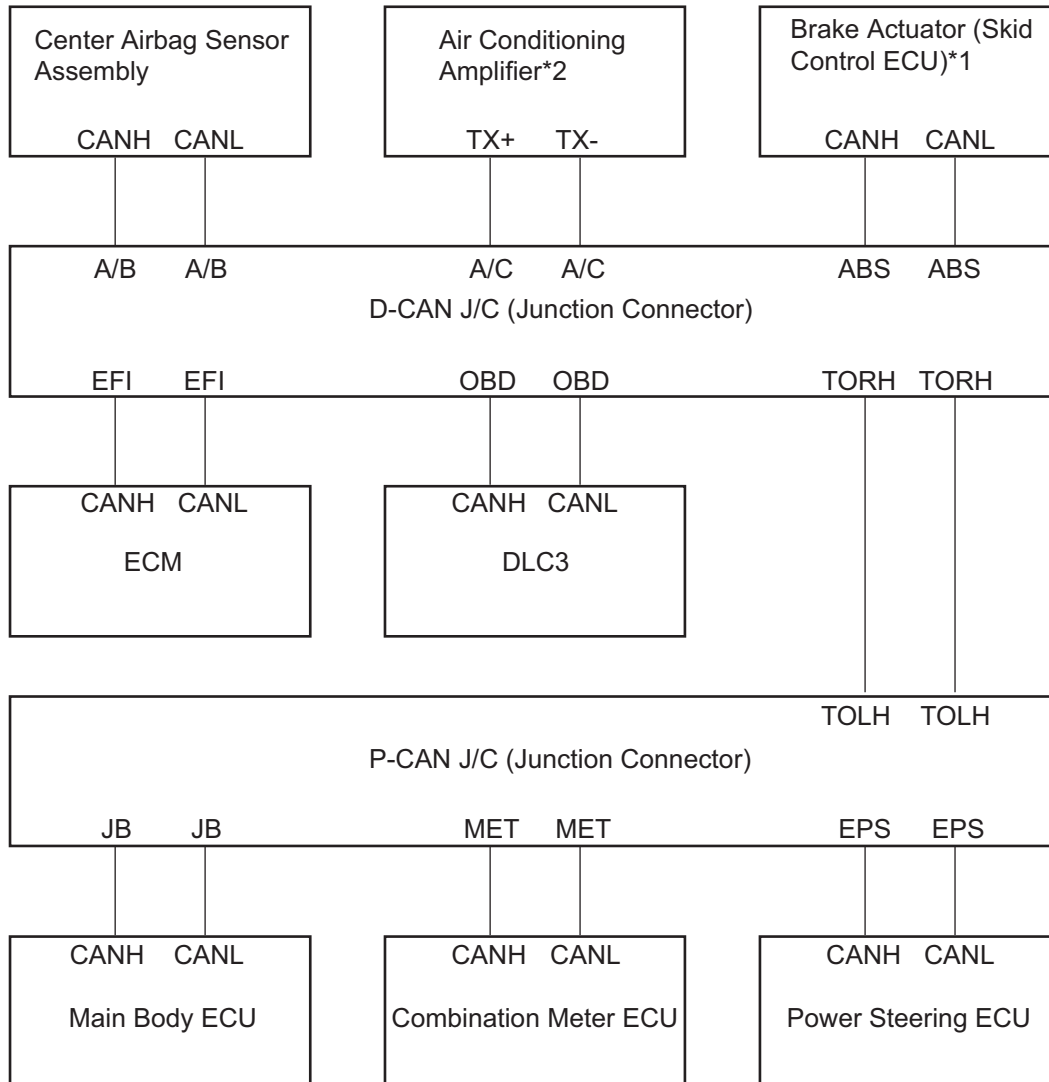 Center Airbag Sensor
Assembly
CANH CANL
Air Conditioning
Amplifier*2
TX+ TX-
Brake Actuator (Skid
Control ECU)*1
CANH CANL
A/B A/B A/C A/C ABS ABS
D-CAN J/C (Junction Connector)
EFI EFI OBD OBD TORH TORH
CANH CANL
ECM
CANH CANL
DLC3
TOLH TOLH
P-CAN J/C (Junction Connector)
JB JB MET MET EPS EPS
CANH CANL
Main Body ECU
CANH CANL
Combination Meter ECU
CANH CANL
Power Steering ECU